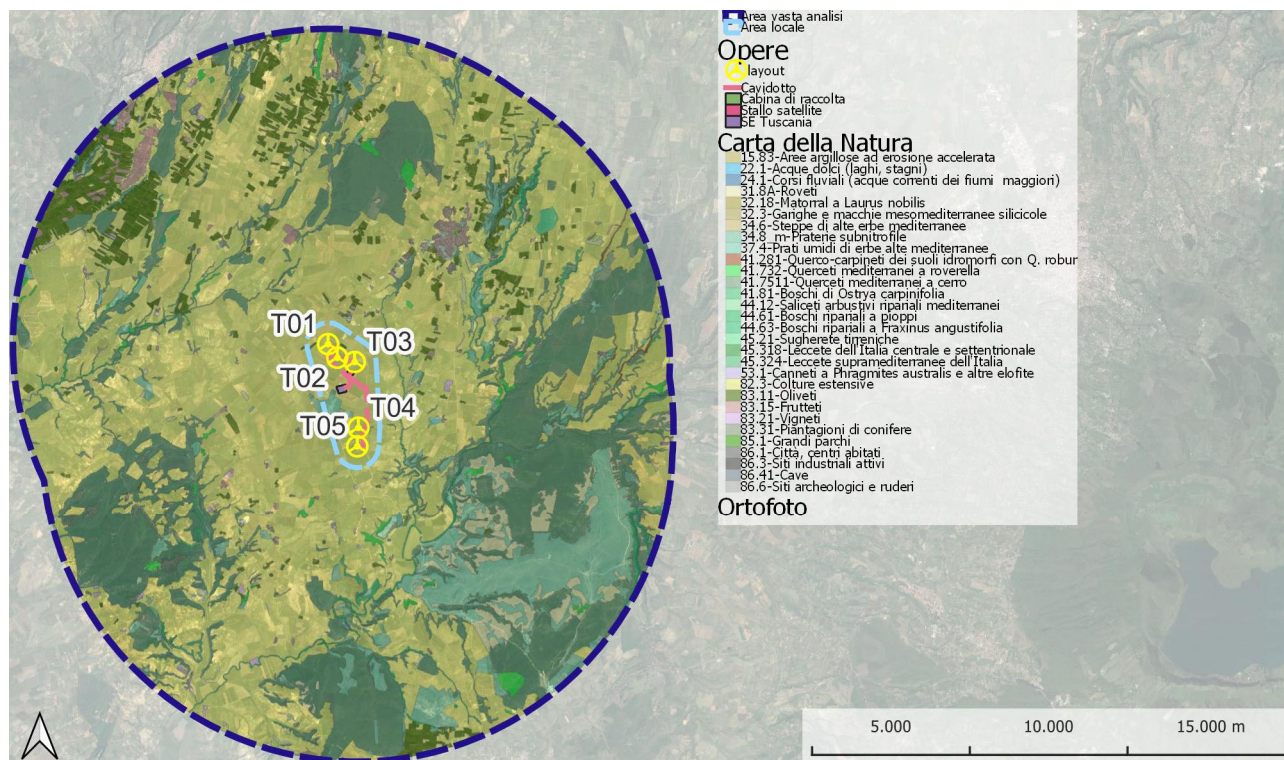 Area vasta analisi
Area locale
Opere
layout
Cavidotto
Cabina di raccolta
Stallo satellite
SE Tuscania
Carta della Natura
15.83-Aree argillose ad erosione accelerata
22.1-Acque dolci (laghi, stagni)
24.1-Corsi fluviali (acque correnti dei fiumi maggiori)
31.8A-Roveti
32.18-Matorral a Laurus nobilis
32.3-Garighe e macchie mesomediterranee silicicole
34.6-Steppe di alte erbe mediterranee
34.8_m-Praterie subnitrofile
37.4-Prati umidi di erbe alte mediterranee
41.281-Querco-carpineti dei suoli idromorfi con Q. robur
41.732-Querceti mediterranei a roverella
41.7511-Querceti mediterranei a cerro
41.81-Boschi di Ostrya carpinifolia
44.12-Saliceti arbustivi ripariali mediterranei
44.61-Boschi ripariali a pioppi
44.63-Boschi ripariali a Fraxinus angustifolia
45.21-Sugherete tirreniche
45.318-Leccete dell'Italia centrale e settentrionale
45.324-Leccete supramediterranee dell'Italia
53.1-Canneti a Phragmites australis e altre elofite
82.3-Colture estensive
83.11-Oliveti
83.15-Frutteti
83.21-Vigneti
83.31-Piantagioni di conifere
85.1-Grandi parchi
86.1-Città, centri abitati
86.3-Siti industriali attivi
86.41-Cave
86.6-Siti archeologici e ruderi
Ortofoto
T01
T03
T02
T04
T05
5.000 10.000 15.000 m